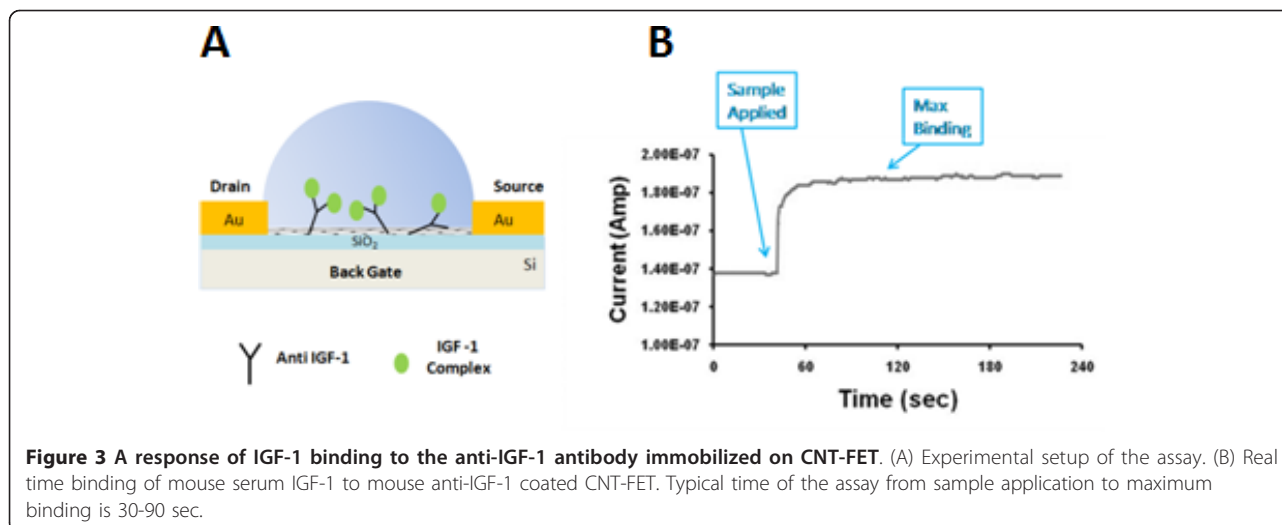 A
Drain
Source
Au
Au
SiO2
Si
Back Gate
Anti IGF-1
IGF -1
Complex
B
Sample
Applied
Max
Binding
Current (Amp)
2.00E-07
1.80E-07
1.60E-07
1.40E-07
1.20E-07
1.00E-07
0 60 120 180 240
Time (sec)
Figure 3 A response of IGF-1 binding to the anti-IGF-1 antibody immobilized on CNT-FET. (A) Experimental setup of the assay. (B) Real
time binding of mouse serum IGF-1 to mouse anti-IGF-1 coated CNT-FET. Typical time of the assay from sample application to maximum
binding is 30-90 sec.